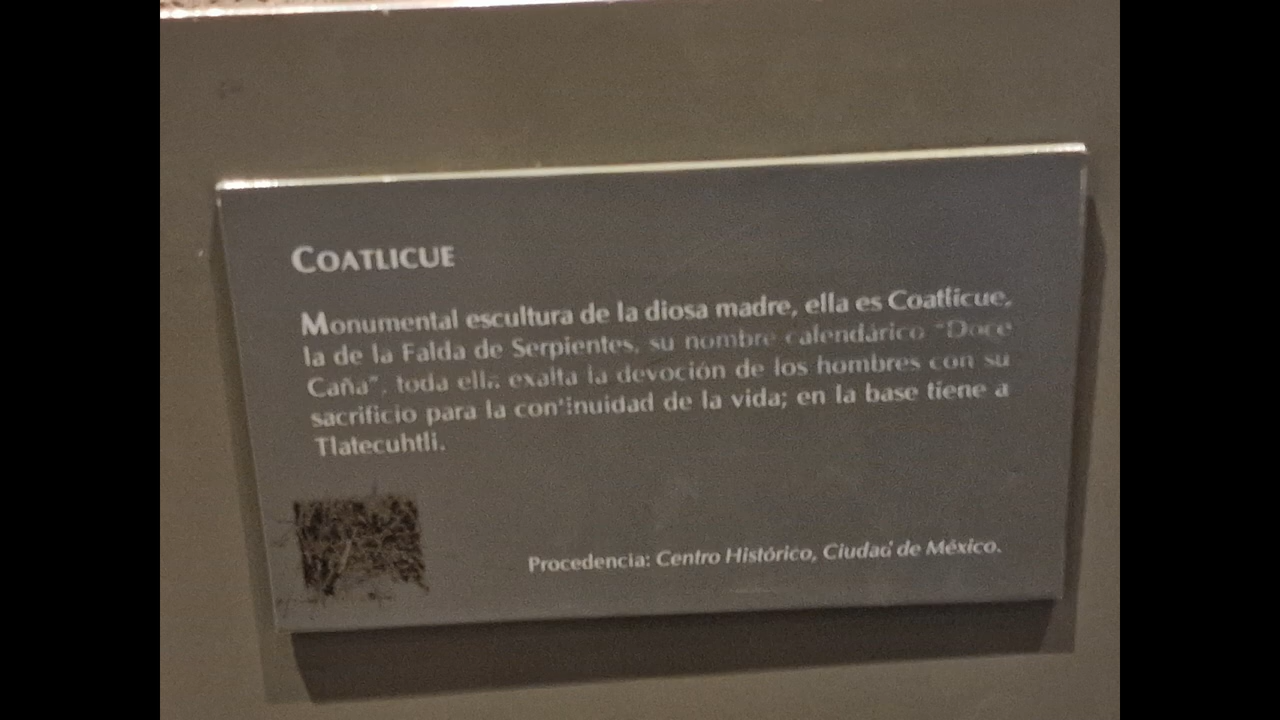 COATLICUE
Monumental escultura de la diosa madre, ella es Coatlicue,
la de la Falda de Serpientes, su nombre calendárico "Doce
Caña", toda ella exalta la devoción de los hombres con su
sacrificio para la continuidad de la vida; en la base tiene a
Tlatecuhtli.
Procedencia: Centro Histórico, Ciudad de México.